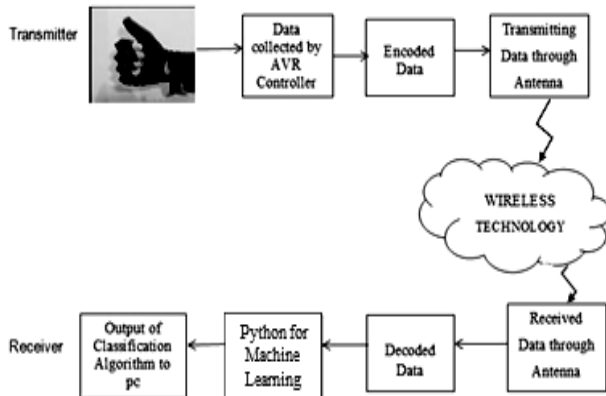 Transmitter
Data
collected by
AVR
Controller
Encoded
Data
Transmitting
Data through
Antenna
WIRELESS
TECHNOLOGY
Receiver
Output of
Classification
Algorithm to
pc
Python for
Machine
Learning
Decoded
Data
Received
Data through
Antenna